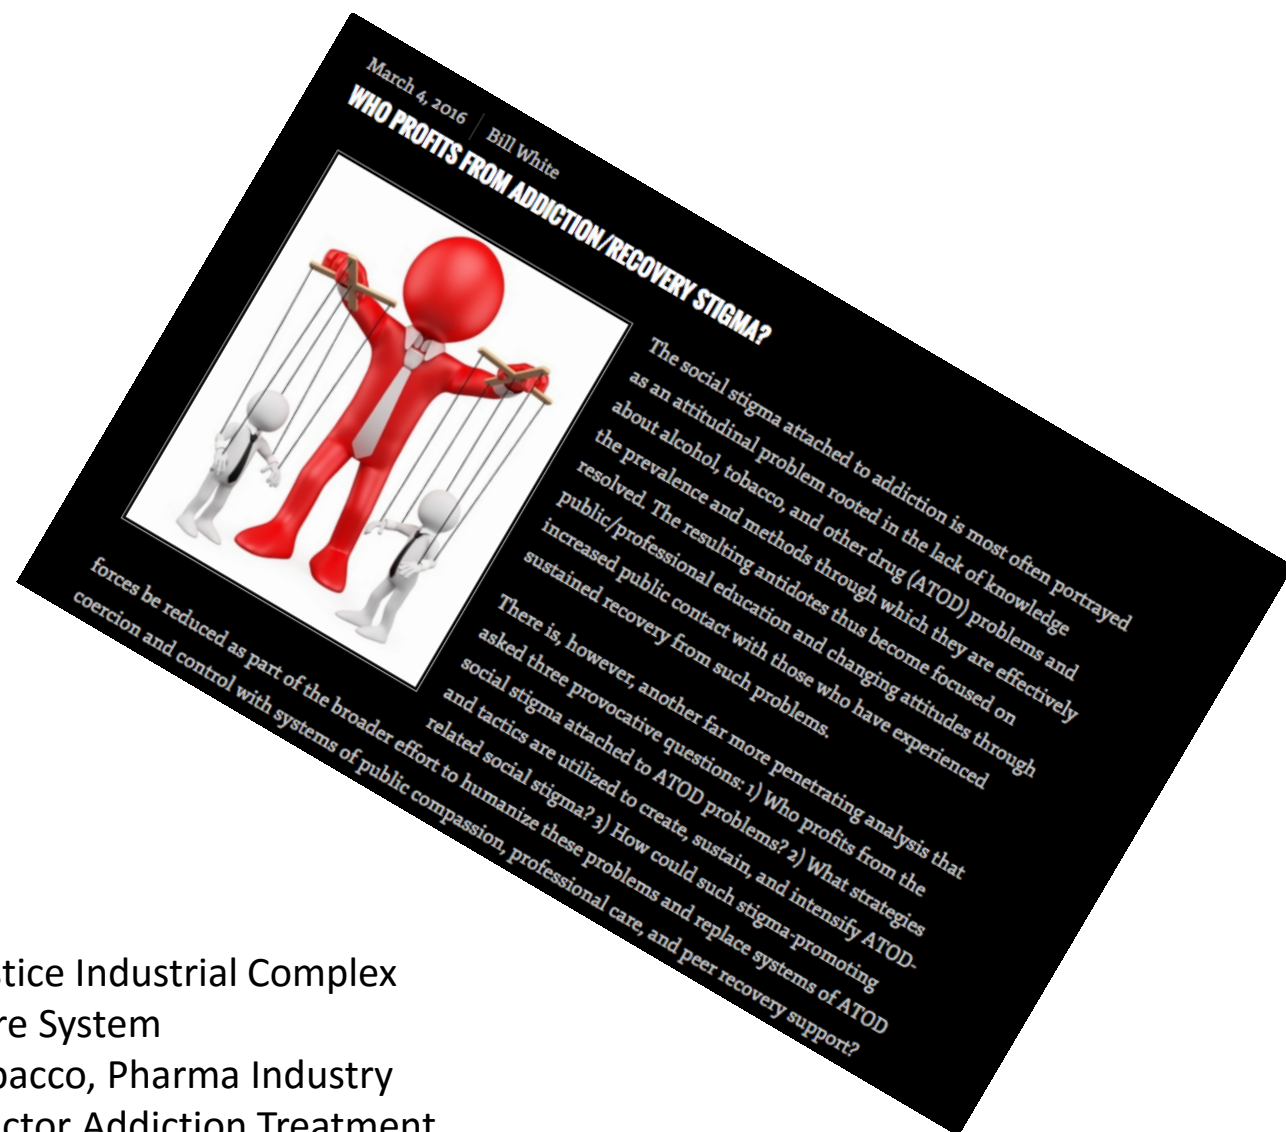 March 4, 2016 | Bill White
WHO PROFITS FROM ADDICTION/RECOVERY STIGMA?
The social stigma attached to addiction is most often portrayed
as an attitudinal problem rooted in the lack of knowledge
about alcohol, tobacco, and other drug (ATOD) problems and
the prevalence and methods through which they are effectively
resolved. The resulting antidotes thus become focused on
public/professional education and changing attitudes through
increased public contact with those who have experienced
sustained recovery from such problems.
There is, however, another far more penetrating analysis that
asked three provocative questions: 1) Who profits from the
social stigma attached to ATOD problems? 2) What strategies
and tactics are utilized to create, sustain, and intensify ATOD-
related social stigma? 3) How could such stigma-promoting
forces be reduced as part of the broader effort to humanize these problems and replace systems of ATOD
coercion and control with systems of public compassion, professional care, and peer recovery support?
stice Industrial Complex
re System
bacco, Pharma Industry
ctor Addiction Treatment